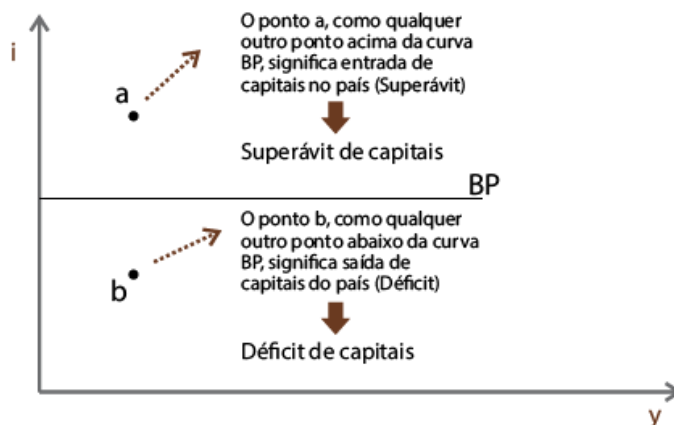 i
O ponto a, como qualquer
outro ponto acima da curva
BP, significa entrada de
capitais no país (Superávit)
a
Superávit de capitais
BP
O ponto b, como qualquer
outro ponto abaixo da curva
BP, significa saída de
capitais do país (Déficit)
b
Déficit de capitais
y